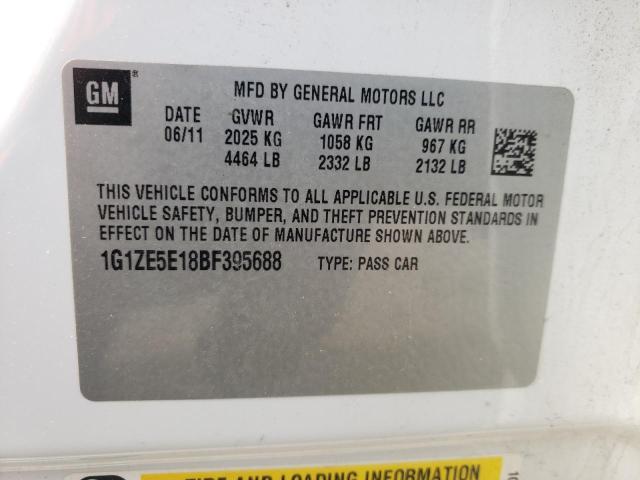 GM ®
MFD BY GENERAL MOTORS LLC
DATE GVWR GAWR FRT GAWR RR
06/11 2025 KG 1058 KG 967 KG
4464 LB 2332 LB 2132 LB
THIS VEHICLE CONFORMS TO ALL APPLICABLE U.S. FEDERAL MOTOR
VEHICLE SAFETY, BUMPER, AND THEFT PREVENTION STANDARDS IN
EFFECT ON THE DATE OF MANUFACTURE SHOWN ABOVE.
1G1ZE5E18BF395688 TYPE: PASS CAR
TIRE AND LOADING INFORMATION